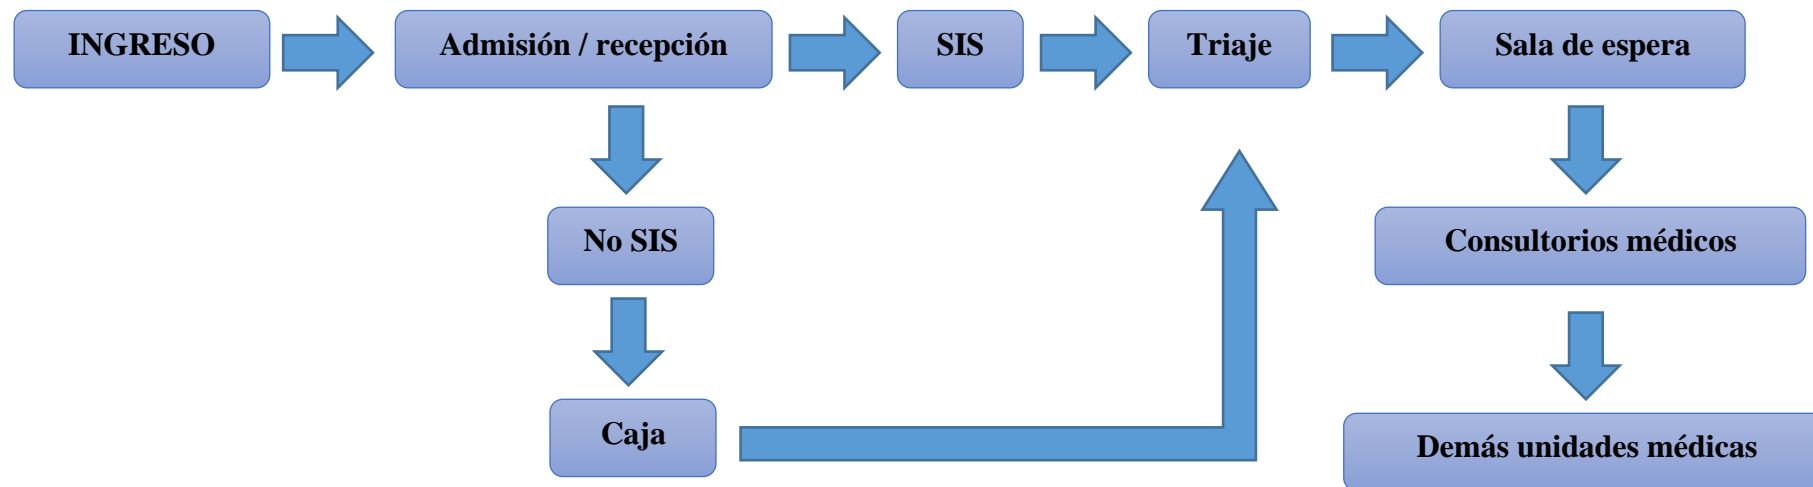 INGRESO
Admisión / recepción
SIS
Triaje
Sala de espera
No SIS
Consultorios médicos
Caja
Demás unidades médicas